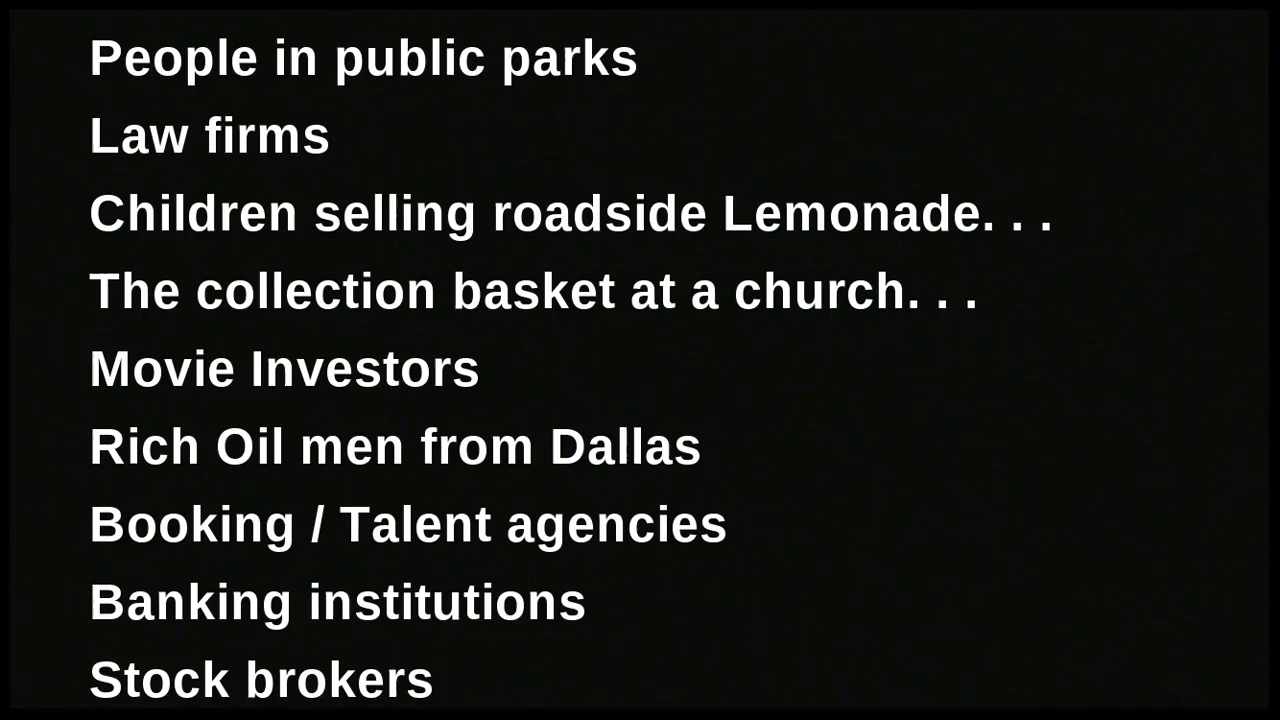 People in public parks
Law firms
Children selling roadside Lemonade. . .
The collection basket at a church. . .
Movie Investors
Rich Oil men from Dallas
Booking / Talent agencies
Banking institutions
Stock brokers